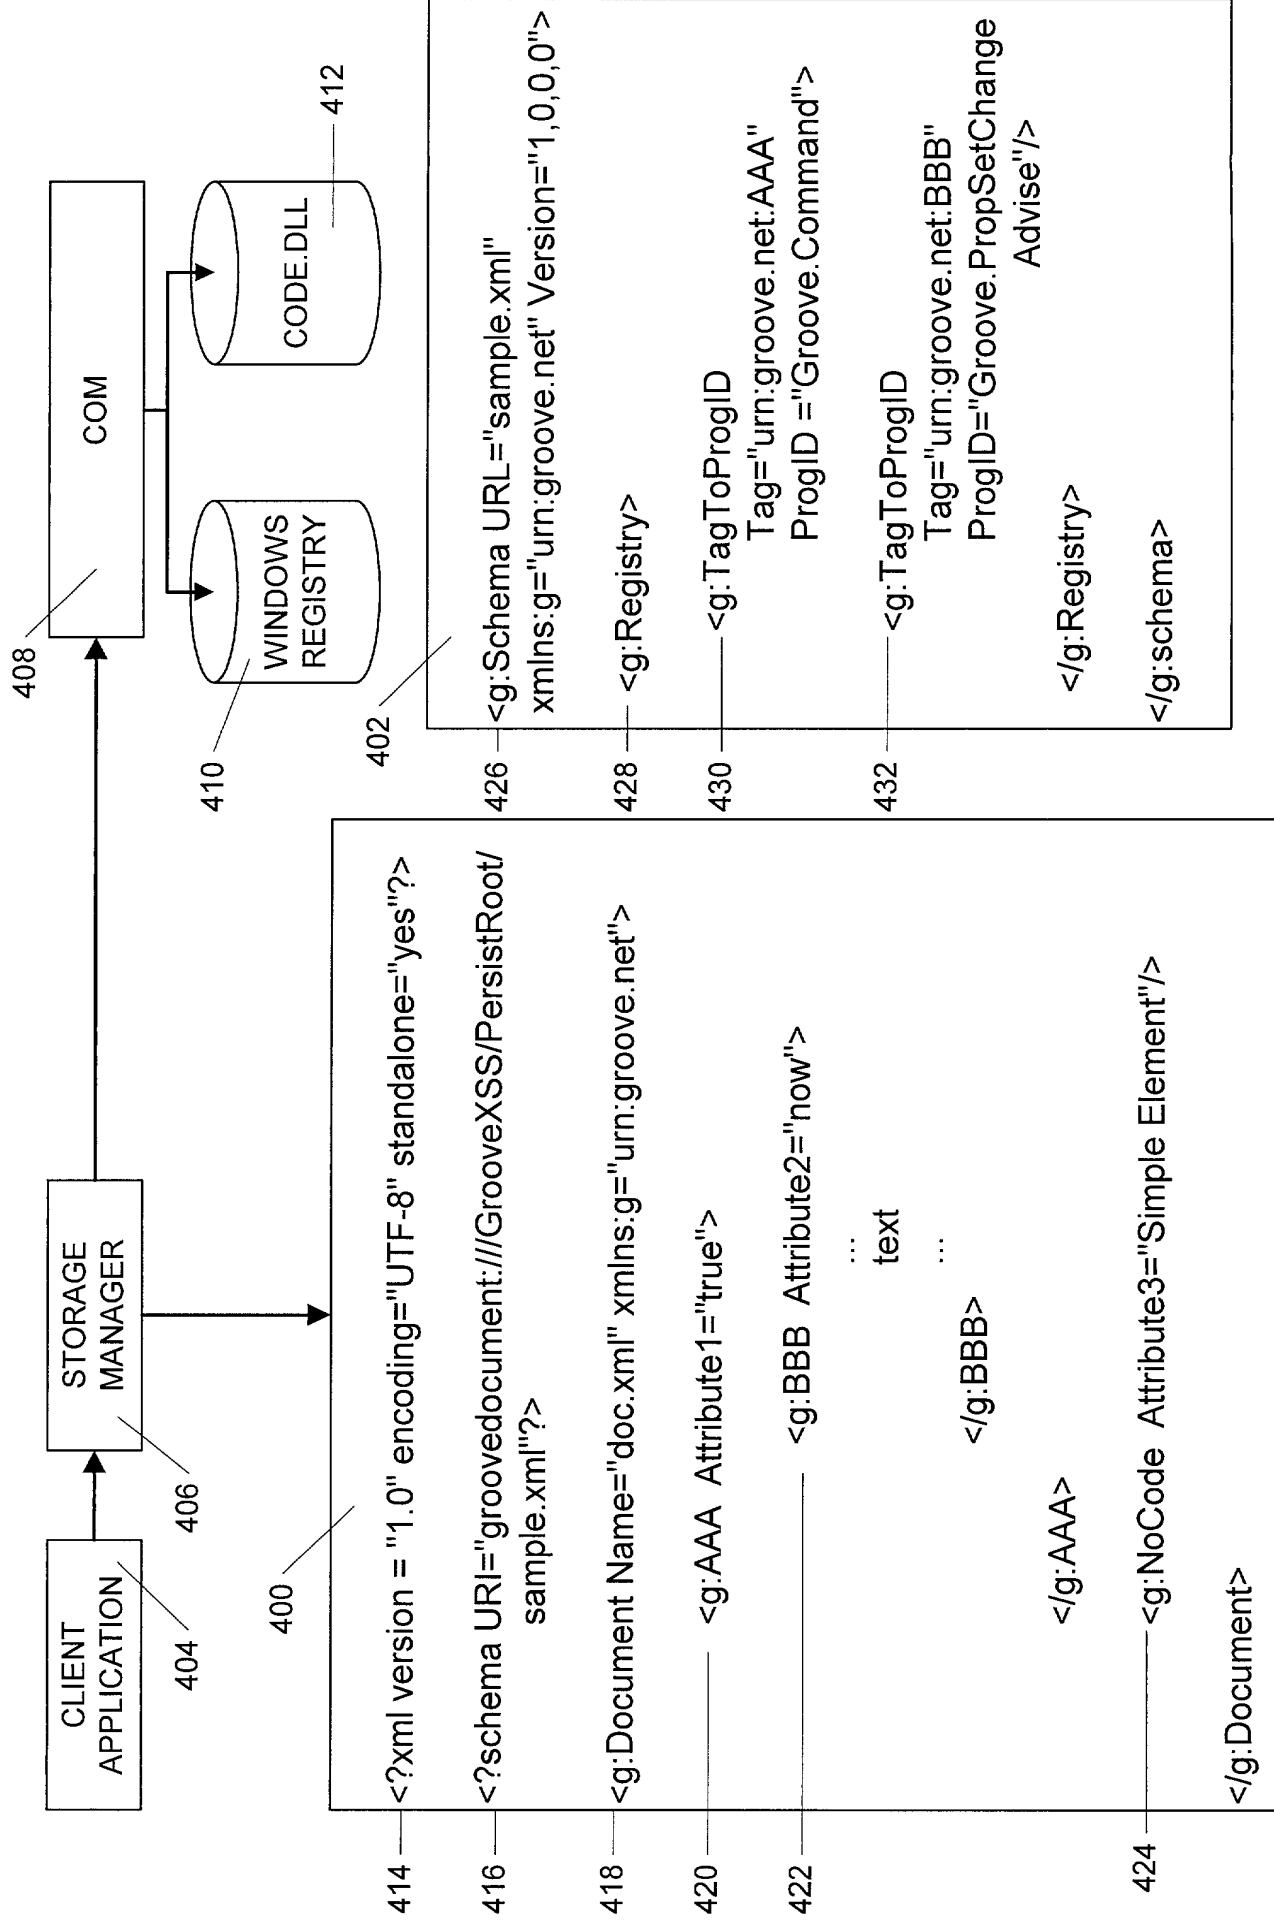 CLIENT
APPLICATION
404
STORAGE
MANAGER
406
408
COM
WINDOWS
REGISTRY
410
CODE.DLL
412
400
414
<?xml version = "1.0" encoding="UTF-8" standalone="yes"?>
416
<?schema URI="groovedocument:///GrooveXSS/PersistRoot/
sample.xml"?>
418
<g:Document Name="doc.xml" xmlns:g="urn:groove.net">
420
<g:AAA Attribute1="true">
422
<g:BBB Attribute2="now">
...
text
...
</g:BBB>
</g:AAA>
424
<g:NoCode Attribute3="Simple Element"/>
</g:Document>
402
426
<g:Schema URL="sample.xml"
xmlns:g="urn:groove.net" Version="1,0,0,0">
428
<g:Registry>
430
<g:TagToProgID
Tag="urn:groove.net:AAA"
ProgID ="Groove.Command">
432
<g:TagToProgID
Tag="urn:groove.net:BBB"
ProgID="Groove.PropSetChange
Advise"/>
</g:Registry>
</g:schema>